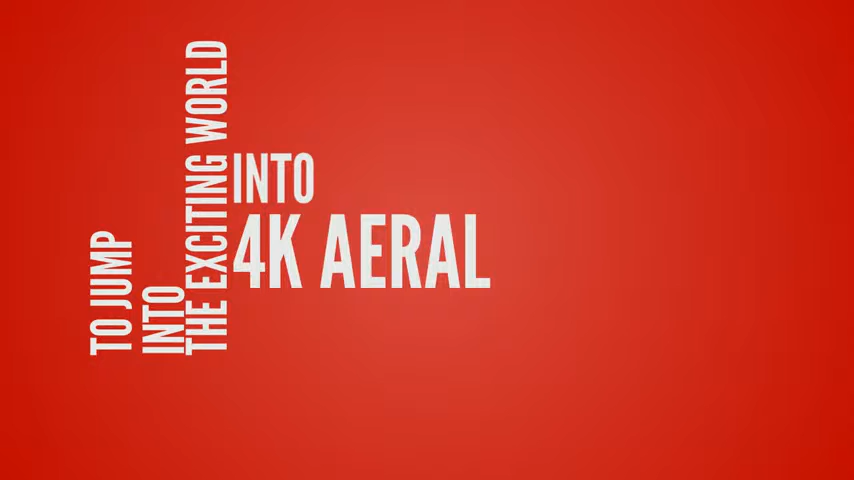 TO JUMP
INTO
THE EXCITING WORLD
INTO
4K AERAL